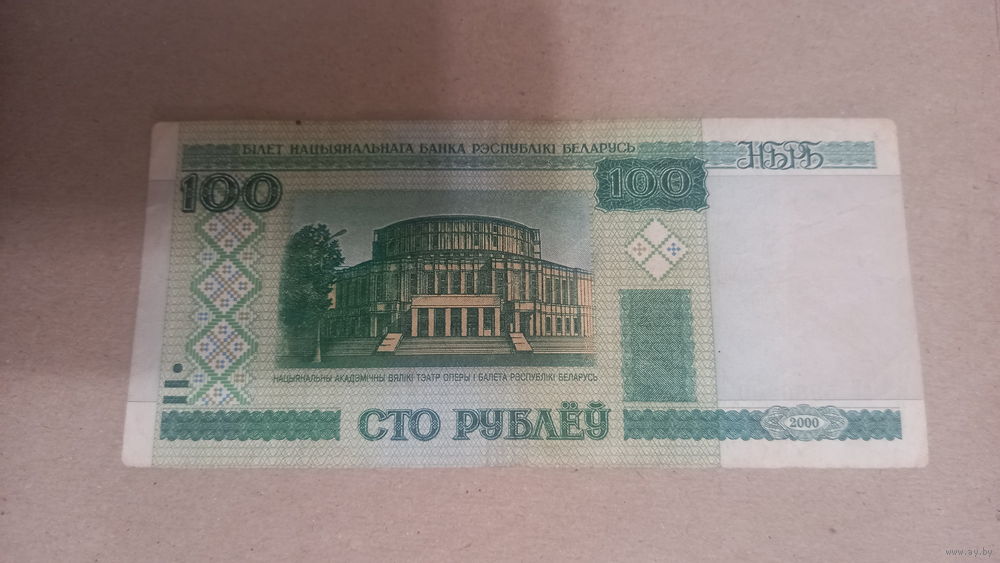 БІЛЕТ НАЦЫЯНАЛЬНАГА БАНКА РЭСПУБЛІКІ БЕЛАРУСЬ
НБРБ
100
100
НАЦЫЯНАЛЬНЫ АКАДЭМІЧНЫ ВЯЛІКІ ТЭАТР ОПЕРЫ І БАЛЕТА РЭСПУБЛІКІ БЕЛАРУСЬ
СТО РУБЛЁЎ
2000
www.ay.by